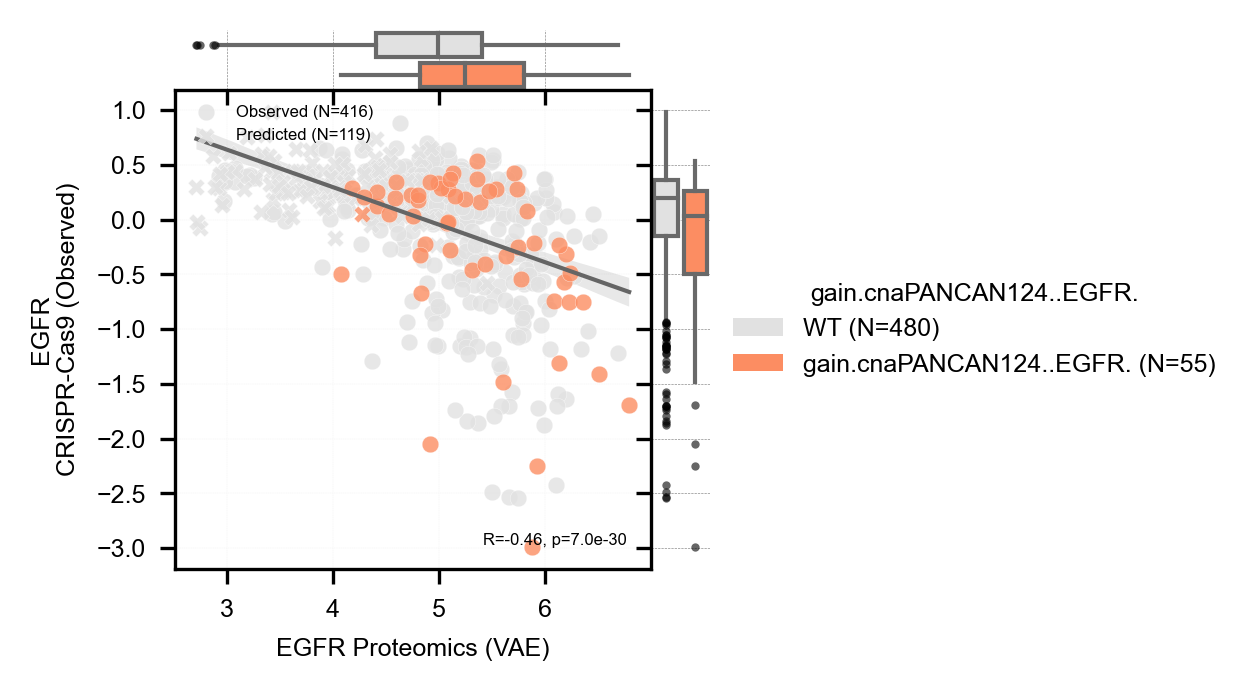 Observed (N=416)
Predicted (N=119)
1.0
0.5
0.0
−0.5
−1.0
−1.5
−2.0
−2.5
−3.0
EGFR
CRISPR-Cas9 (Observed)
R=-0.46, p=7.0e-30
3 4 5 6
EGFR Proteomics (VAE)
gain.cnaPANCAN124..EGFR.
WT (N=480)
gain.cnaPANCAN124..EGFR. (N=55)